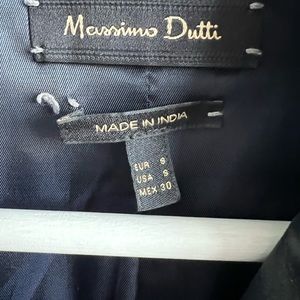 Massimo Dutti
MADE IN INDIA
EUR S
USA S
MEX 30